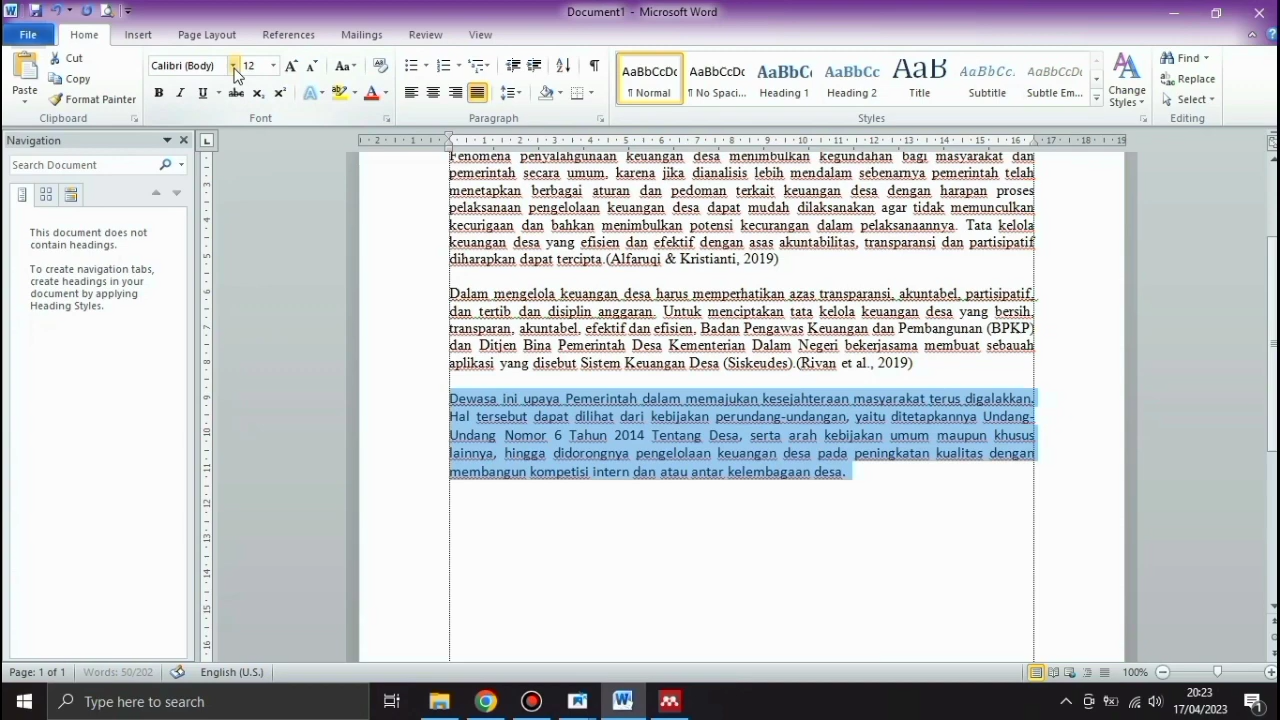 Document1 - Microsoft Word
File Home Insert Page Layout References Mailings Review View
Cut
Copy
Format Painter
Paste
Clipboard
Calibri (Body) 12
Font
Paragraph
AaBbCcDc AaBbCcDc AaBbC AaBbCc AaB AaBbCc. AaBbCcDc
¶ Normal ¶ No Spaci... Heading 1 Heading 2 Title Subtitle Subtle Em...
Styles
Change
Styles
Find
Replace
Select
Editing
Navigation
Search Document
This document does not
contain headings.
To create navigation tabs,
create headings in your
document by applying
Heading Styles.
Fenomena penyalahgunaan keuangan desa menimbulkan kegundahan bagi masyarakat dan
pemerintah secara umum, karena jika dianalisis lebih mendalam sebenarnya pemerintah telah
menetapkan berbagai aturan dan pedoman terkait keuangan desa dengan harapan proses
pelaksanaan pengelolaan keuangan desa dapat mudah dilaksanakan agar tidak memunculkan
kecurigaan dan bahkan menimbulkan potensi kecurangan dalam pelaksanaannya. Tata kelola
keuangan desa yang efisien dan efektif dengan asas akuntabilitas, transparansi dan partisipatif
diharapkan dapat tercipta.(Alfaruqi & Kristianti, 2019)
Dalam mengelola keuangan desa harus memperhatikan azas transparansi, akuntabel, partisipatif,
dan tertib dan disiplin anggaran. Untuk menciptakan tata kelola keuangan desa yang bersih,
transparan, akuntabel, efektif dan efisien, Badan Pengawas Keuangan dan Pembangunan (BPKP)
dan Ditjen Bina Pemerintah Desa Kementerian Dalam Negeri bekerjasama membuat sebauah
aplikasi yang disebut Sistem Keuangan Desa (Siskeudes).(Rivan et al., 2019)
Dewasa ini upaya Pemerintah dalam memajukan kesejahteraan masyarakat terus digalakkan.
Hal tersebut dapat dilihat dari kebijakan perundang-undangan, yaitu ditetapkannya Undang-
Undang Nomor 6 Tahun 2014 Tentang Desa, serta arah kebijakan umum maupun khusus
lainnya, hingga didorongnya pengelolaan keuangan desa pada peningkatan kualitas dengan
membangun kompetisi intern dan atau antar kelembagaan desa.
Page: 1 of 1 Words: 50/202 English (U.S.) 100%
Type here to search
20:23
17/04/2023